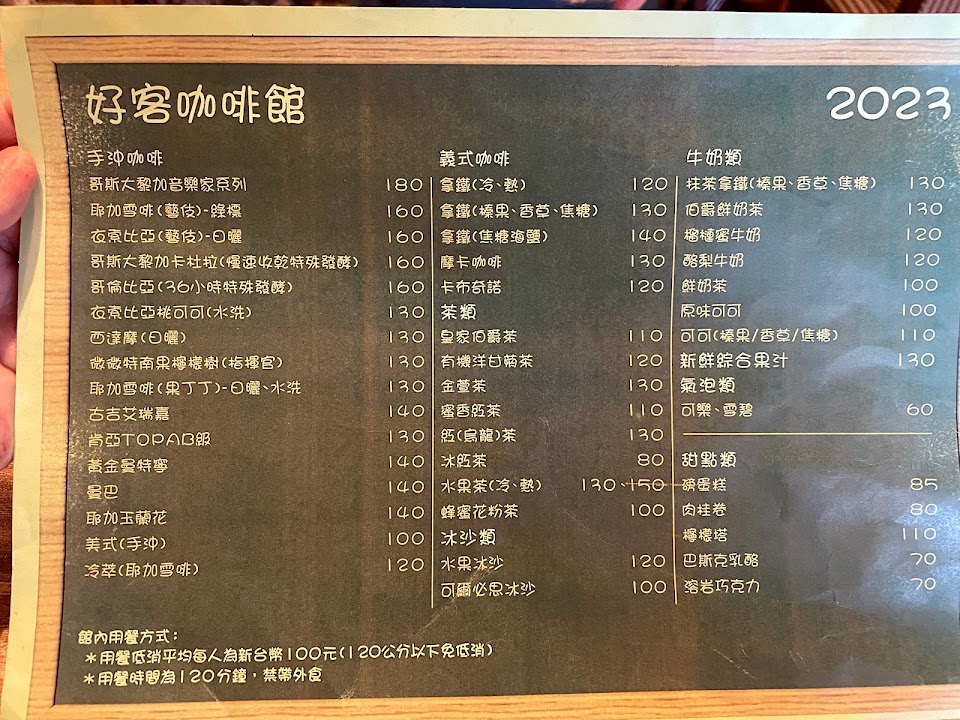 好客咖啡館
2023
手沖咖啡
哥斯大黎加音樂家系列 180
耶加雪啡(藝伎)-綠標 160
衣索比亞(藝伎)-日曬 160
哥斯大黎加卡杜拉(慢速收乾特殊發酵) 160
哥倫比亞(36小時特殊發酵) 160
衣索比亞桃可可(水洗) 130
西達摩(日曬) 130
微微特南果檸檬樹(指揮官) 130
耶加雪啡(果丁丁)-日曬、水洗 130
古吉艾瑞嘉 140
肯亞TOPAB級 130
黃金曼特寧 140
曼巴 140
耶加玉蘭花 140
美式(手沖) 100
冷萃(耶加雪啡) 120
義式咖啡
拿鐵(冷、熱) 120
拿鐵(榛果、香草、焦糖) 130
拿鐵(焦糖海鹽) 140
摩卡咖啡 130
卡布奇諾 120
茶類
皇家伯爵茶 110
有機洋甘菊茶 120
金萱茶 130
蜜香紅茶 110
紅(烏龍)茶 130
冰紅茶 80
水果茶(冷、熱) 130、150
蜂蜜花粉茶 100
冰沙類
水果冰沙 120
可爾必思冰沙 100
牛奶類
抹茶拿鐵(榛果、香草、焦糖) 130
伯爵鮮奶茶 130
檸檬蜜牛奶 120
酪梨牛奶 120
鮮奶茶 100
原味可可 100
可可(榛果/香草/焦糖) 110
新鮮綜合果汁 130
氣泡類
可樂、雪碧 60
甜點類
磅蛋糕 85
肉桂卷 80
檸檬塔 110
巴斯克乳酪 70
溶岩巧克力 70
館內用餐方式：
＊用餐低消平均每人為新台幣100元(120公分以下免低消)
＊用餐時間為120分鐘，禁帶外食